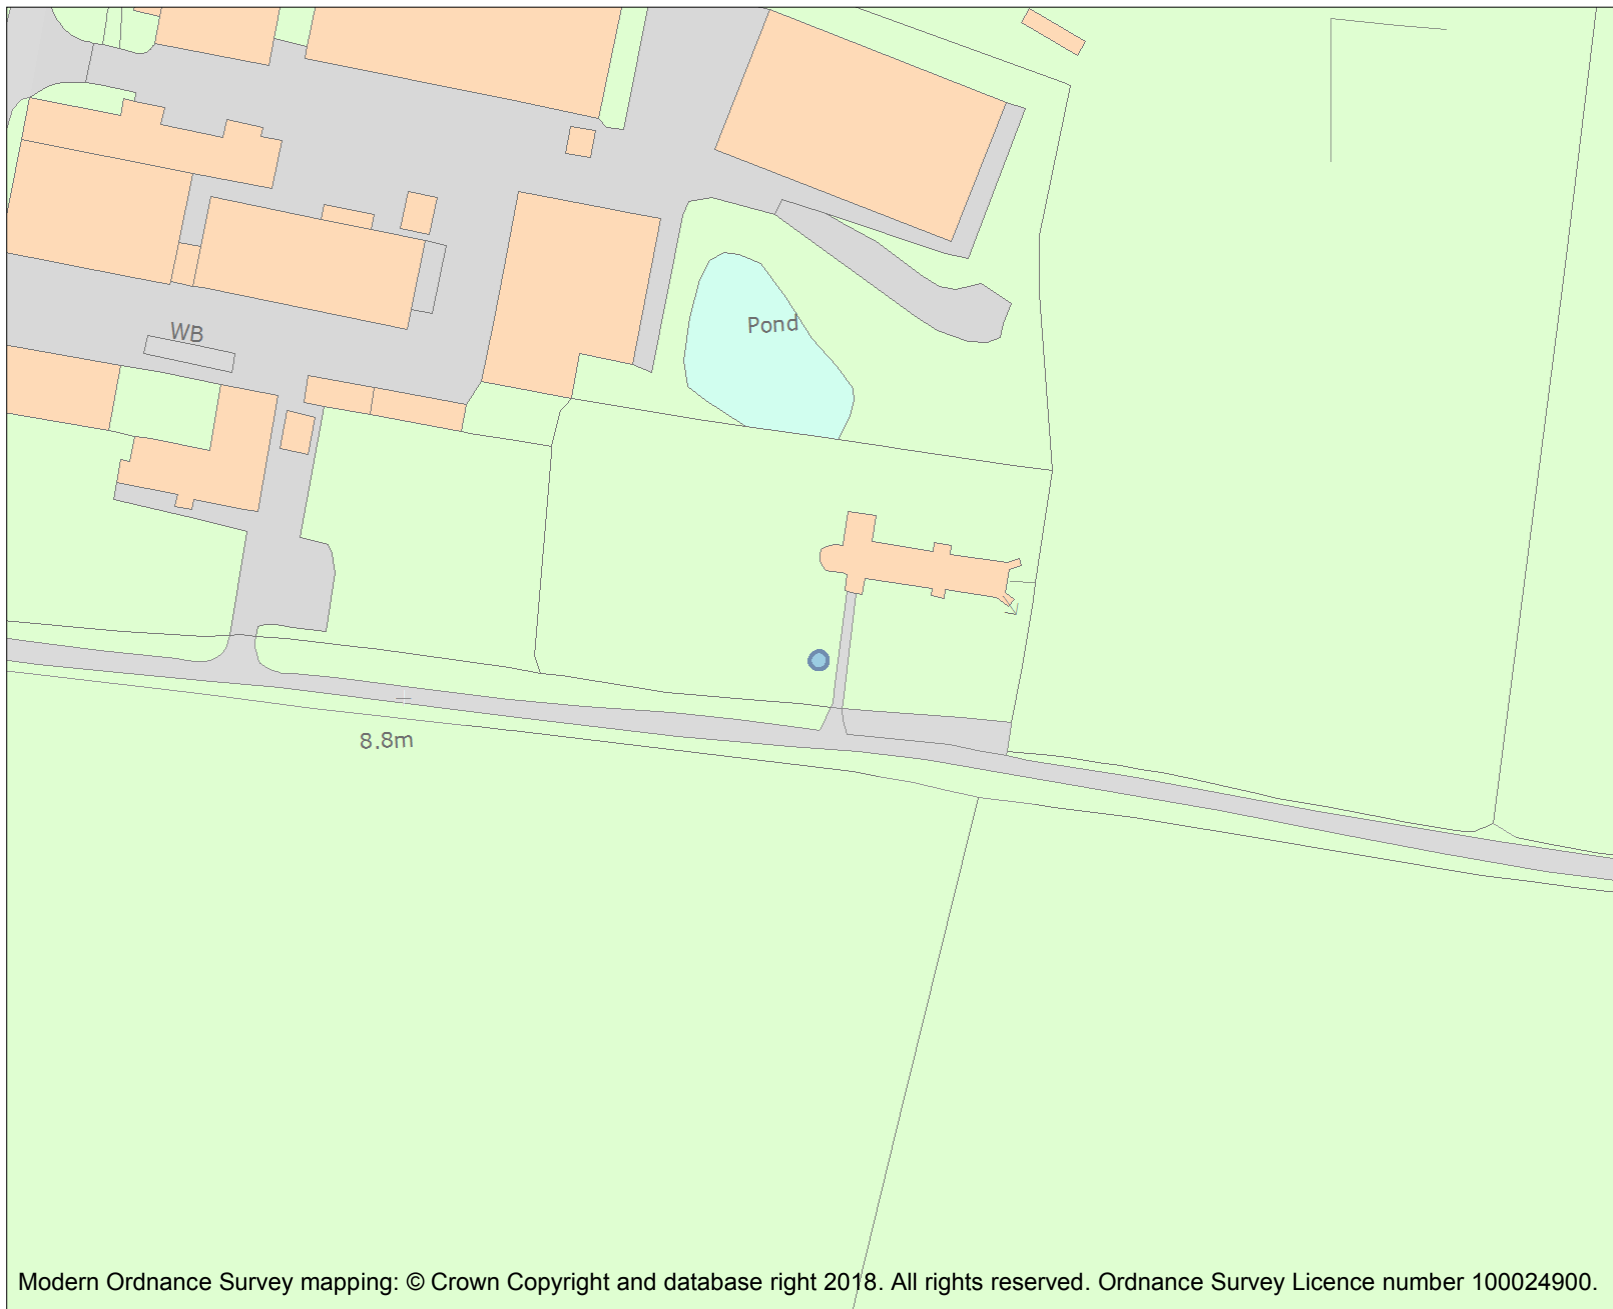 WB
Pond
8.8m
Modern Ordnance Survey mapping: © Crown Copyright and database right 2018. All rights reserved. Ordnance Survey Licence number 100024900.